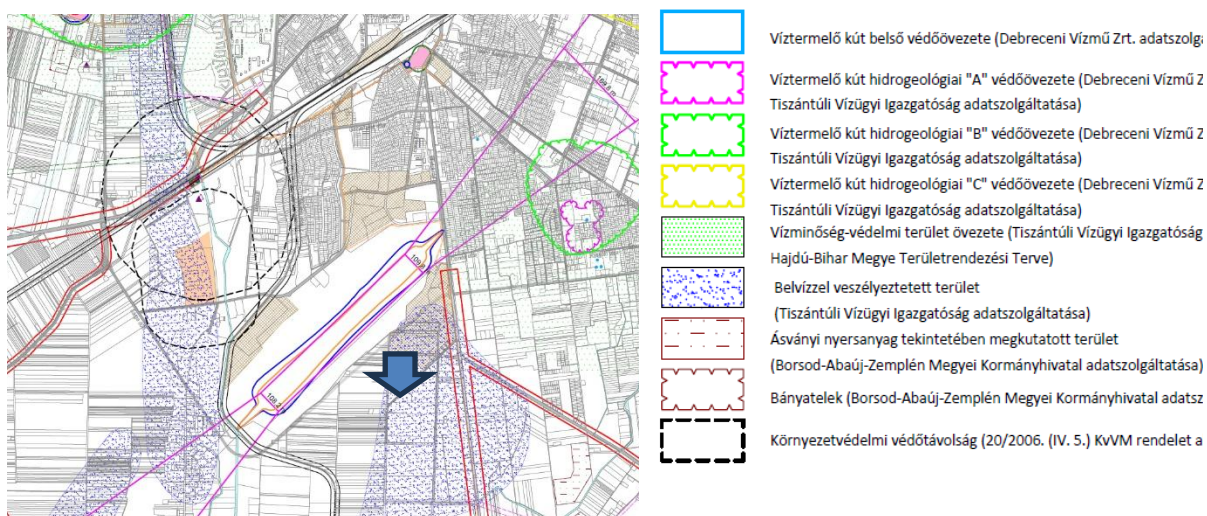 Víztermelő kút belső védőövezete (Debreceni Vízmű Zrt. adatszolg
Víztermelő kút hidrogeológiai "A" védőövezete (Debreceni Vízmű Z
Tiszántúli Vízügyi Igazgatóság adatszolgáltatása)
Víztermelő kút hidrogeológiai "B" védőövezete (Debreceni Vízmű Z
Tiszántúli Vízügyi Igazgatóság adatszolgáltatása)
Víztermelő kút hidrogeológiai "C" védőövezete (Debreceni Vízmű Z
Tiszántúli Vízügyi Igazgatóság adatszolgáltatása)
Vízminőség-védelmi terület övezete (Tiszántúli Vízügyi Igazgatóság
Hajdú-Bihar Megye Területrendezési Terve)
Belvízzel veszélyeztetett terület
(Tiszántúli Vízügyi Igazgatóság adatszolgáltatása)
Ásványi nyersanyag tekintetében megkutatott terület
(Borsod-Abaúj-Zemplén Megyei Kormányhivatal adatszolgáltatása)
Bányatelek (Borsod-Abaúj-Zemplén Megyei Kormányhivatal adatsz
Környezetvédelmi védőtávolság (20/2006. (IV. 5.) KvVM rendelet a